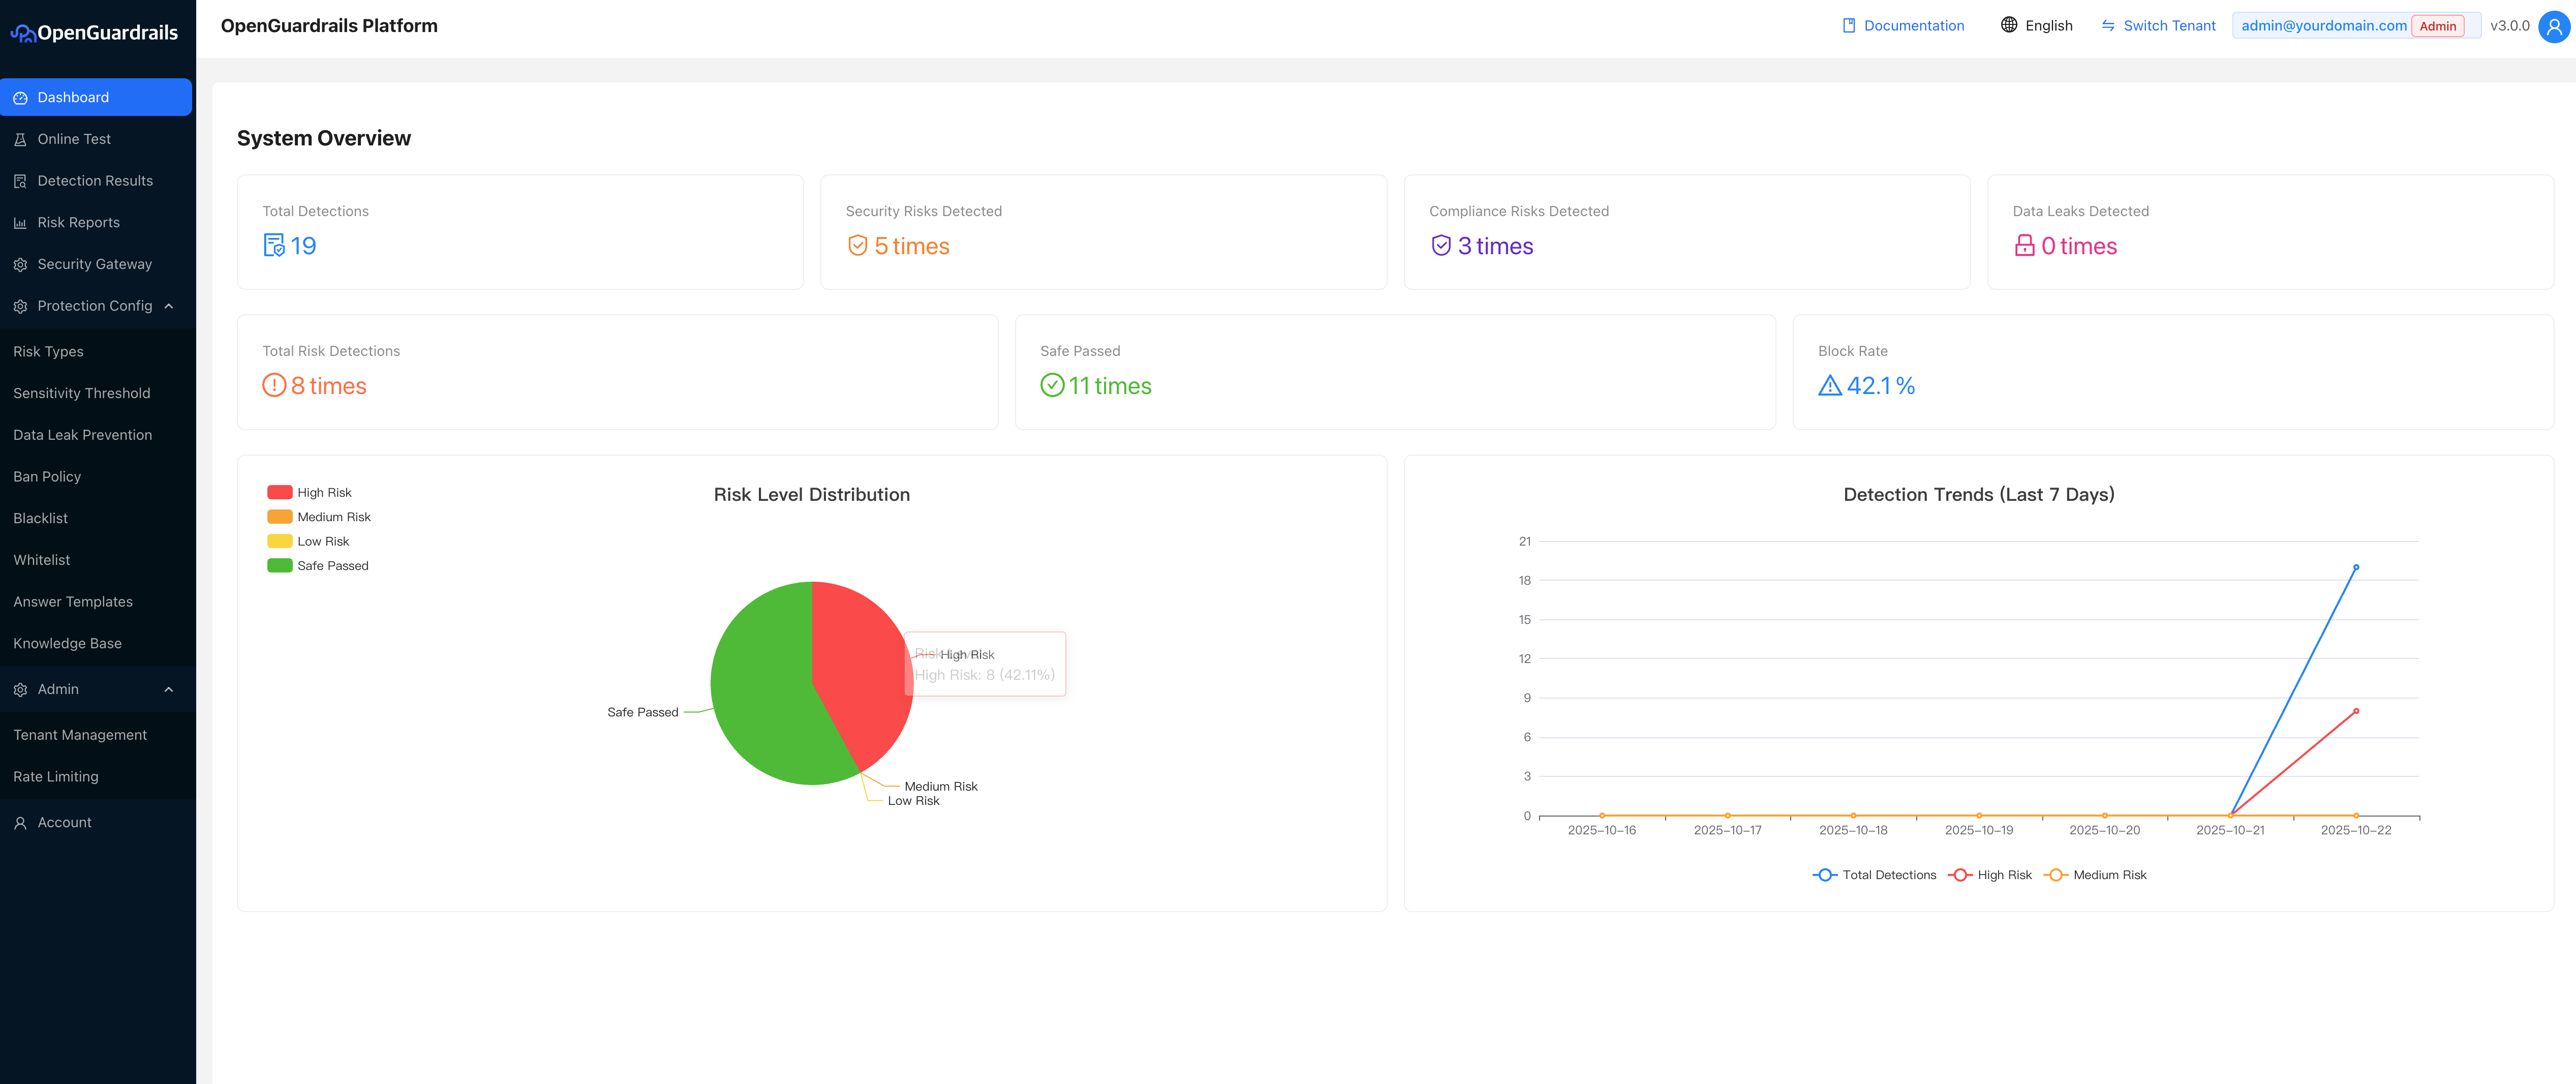 OpenGuardrails
OpenGuardrails Platform
Documentation
English
Switch Tenant
admin@yourdomain.com
Admin
v3.0.0
Dashboard
Online Test
Detection Results
Risk Reports
Security Gateway
Protection Config
Risk Types
Sensitivity Threshold
Data Leak Prevention
Ban Policy
Blacklist
Whitelist
Answer Templates
Knowledge Base
Admin
Tenant Management
Rate Limiting
Account
System Overview
Total Detections
19
Security Risks Detected
5 times
Compliance Risks Detected
3 times
Data Leaks Detected
0 times
Total Risk Detections
8 times
Safe Passed
11 times
Block Rate
42.1 %
High Risk
Medium Risk
Low Risk
Safe Passed
Risk Level Distribution
High Risk
High Risk: 8 (42.11%)
Safe Passed
Medium Risk
Low Risk
Detection Trends (Last 7 Days)
21
18
15
12
9
6
3
0
2025-10-16
2025-10-17
2025-10-18
2025-10-19
2025-10-20
2025-10-21
2025-10-22
Total Detections
High Risk
Medium Risk